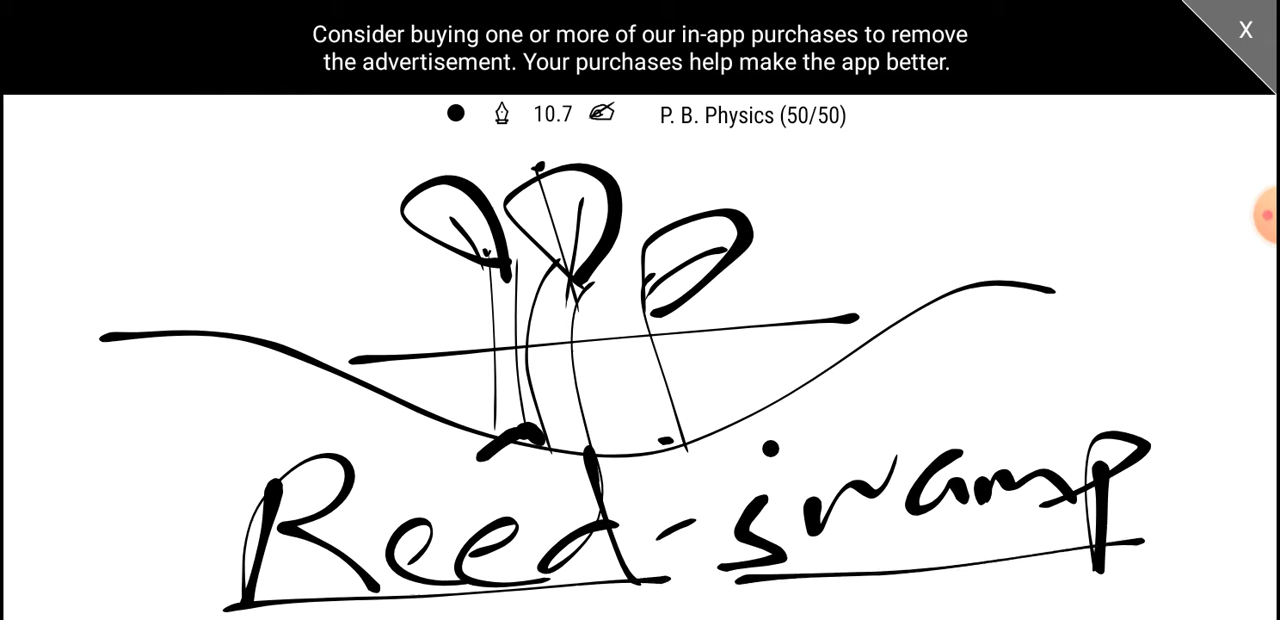 Consider buying one or more of our in-app purchases to remove
the advertisement. Your purchases help make the app better.
X
10.7 P. B. Physics (50/50)
Reed-swamp